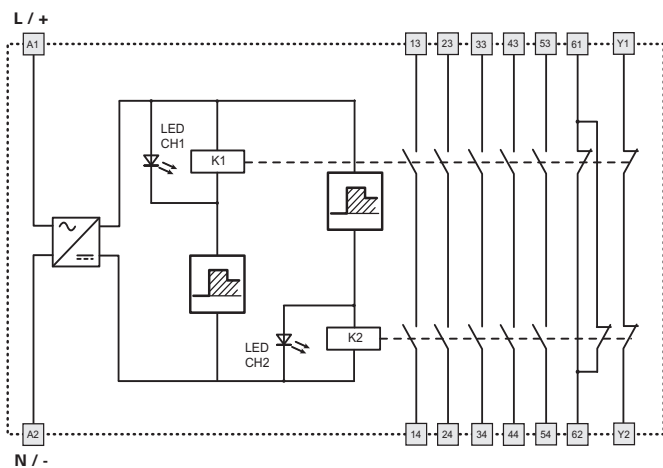 L / +
A1 13 23 33 43 53 61 Y1
LED
CH1
K1
LED
CH2
K2
A2 14 24 34 44 54 62 Y2
N / -